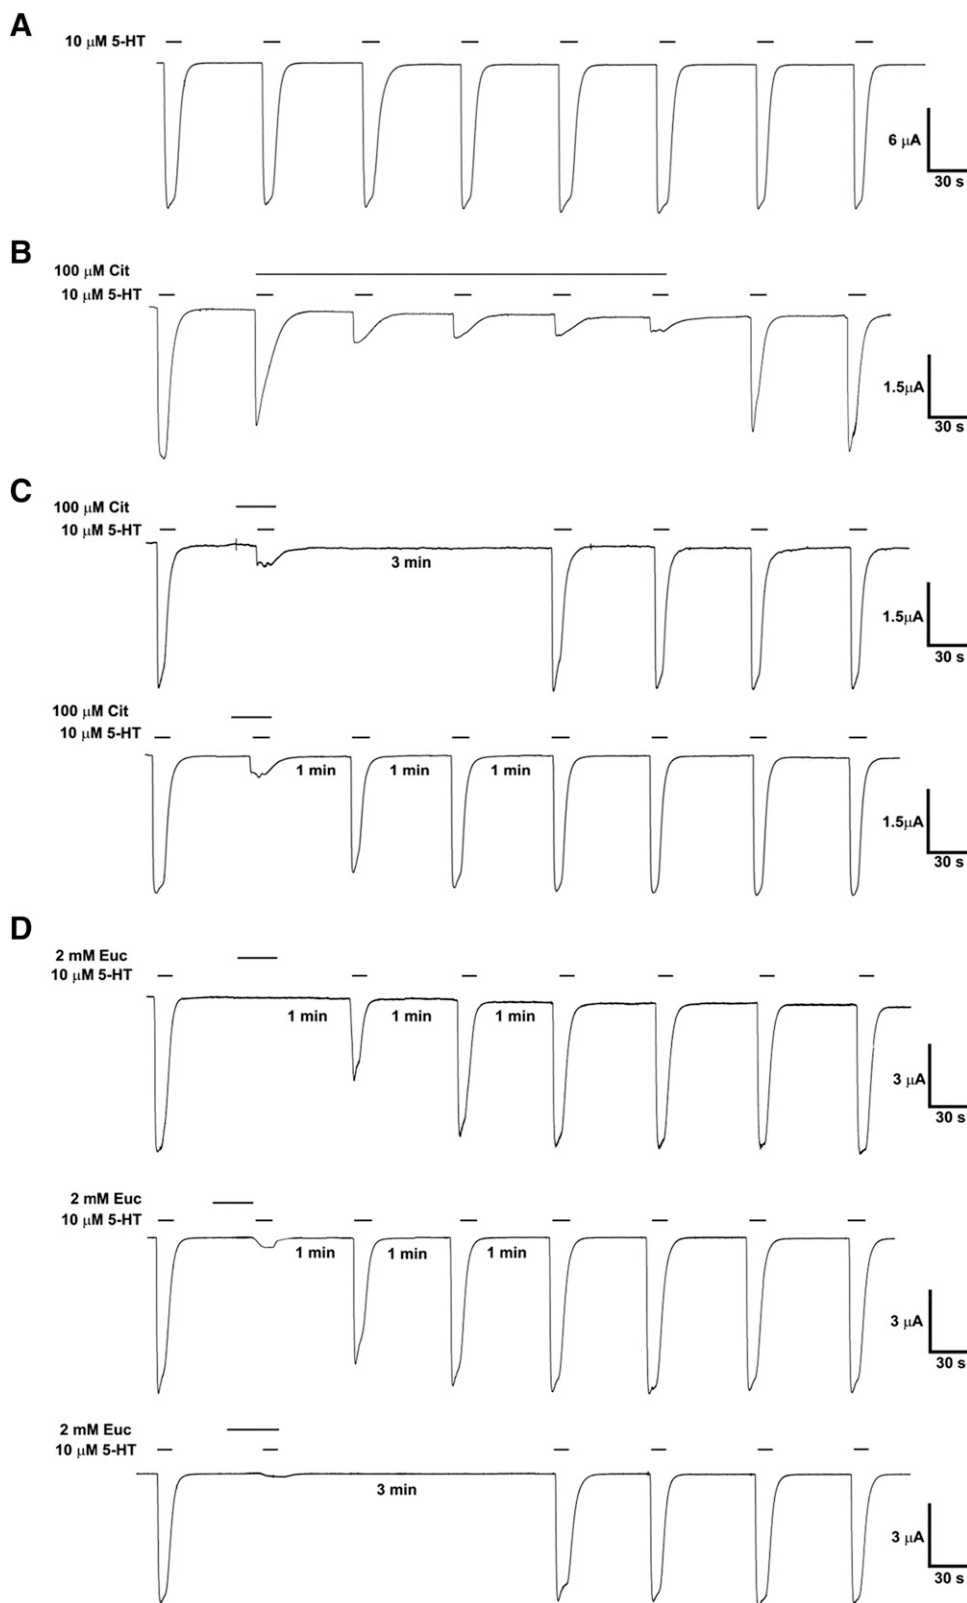 A
10 μM 5-HT
6 μA
30 s
B
100 μM Cit
10 μM 5-HT
1.5μA
30 s
C
100 μM Cit
10 μM 5-HT
3 min
1.5μA
30 s
100 μM Cit
10 μM 5-HT
1 min 1 min 1 min
1.5μA
30 s
D
2 mM Euc
10 μM 5-HT
1 min 1 min 1 min
3 μA
30 s
2 mM Euc
10 μM 5-HT
1 min 1 min 1 min
3 μA
30 s
2 mM Euc
10 μM 5-HT
3 min
3 μA
30 s